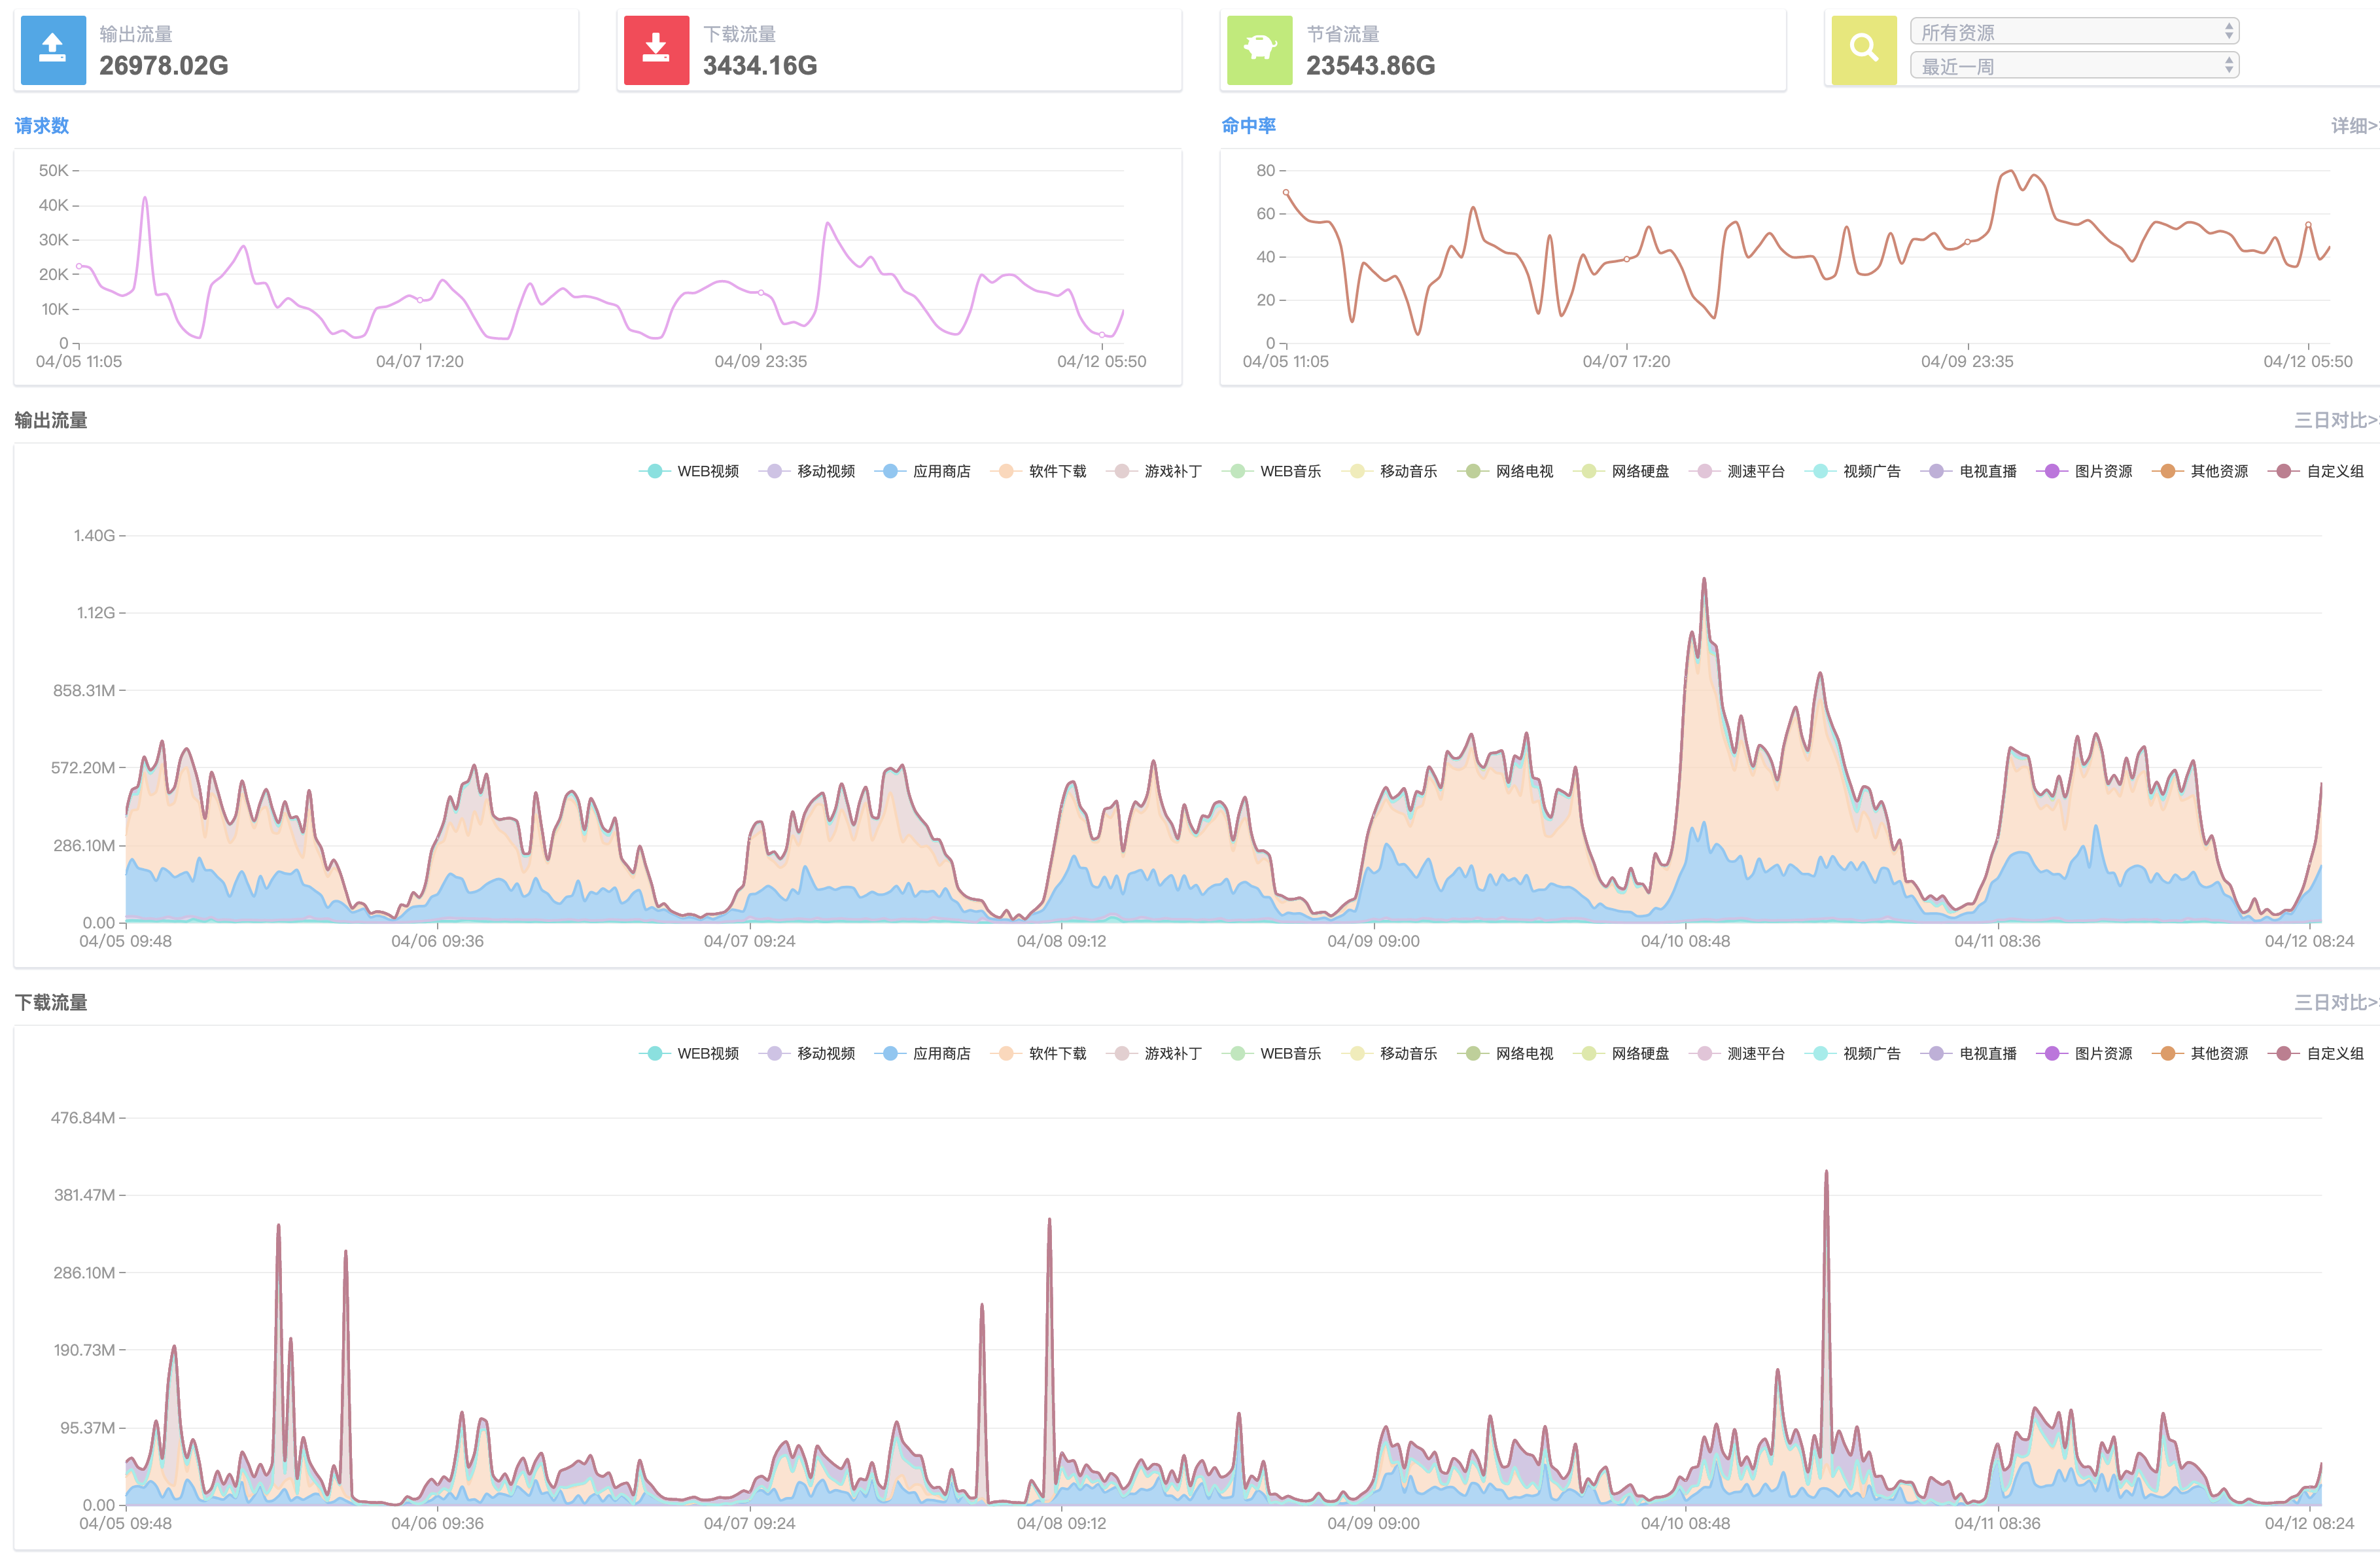 输出流量
26978.02G
下载流量
3434.16G
节省流量
23543.86G
所有资源
最近一周
请求数
命中率 详细>
50K
40K
30K
20K
10K
0
04/05 11:05 04/07 17:20 04/09 23:35 04/12 05:50
80
60
40
20
0
04/05 11:05 04/07 17:20 04/09 23:35 04/12 05:50
输出流量 三日对比>
WEB视频 移动视频 应用商店 软件下载 游戏补丁 WEB音乐 移动音乐 网络电视 网络硬盘 测速平台 视频广告 电视直播 图片资源 其他资源 自定义组
1.40G
1.12G
858.31M
572.20M
286.10M
0.00
04/05 09:48 04/06 09:36 04/07 09:24 04/08 09:12 04/09 09:00 04/10 08:48 04/11 08:36 04/12 08:24
下载流量 三日对比>
WEB视频 移动视频 应用商店 软件下载 游戏补丁 WEB音乐 移动音乐 网络电视 网络硬盘 测速平台 视频广告 电视直播 图片资源 其他资源 自定义组
476.84M
381.47M
286.10M
190.73M
95.37M
0.00
04/05 09:48 04/06 09:36 04/07 09:24 04/08 09:12 04/09 09:00 04/10 08:48 04/11 08:36 04/12 08:24